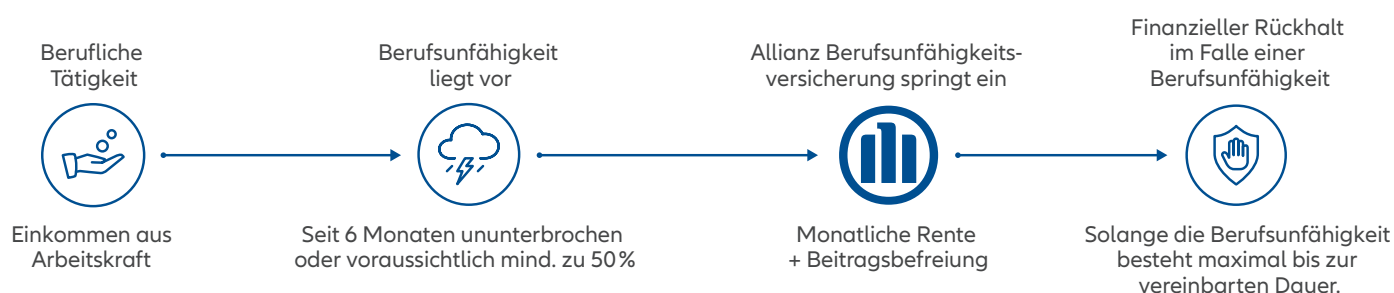 Berufliche
Tätigkeit
Einkommen aus
Arbeitskraft
Berufsunfähigkeit
liegt vor
Seit 6 Monaten ununterbrochen
oder voraussichtlich mind. zu 50 %
Allianz Berufsunfähigkeits-
versicherung springt ein
Monatliche Rente
+ Beitragsbefreiung
Finanzieller Rückhalt
im Falle einer
Berufsunfähigkeit
Solange die Berufsunfähigkeit
besteht maximal bis zur
vereinbarten Dauer.